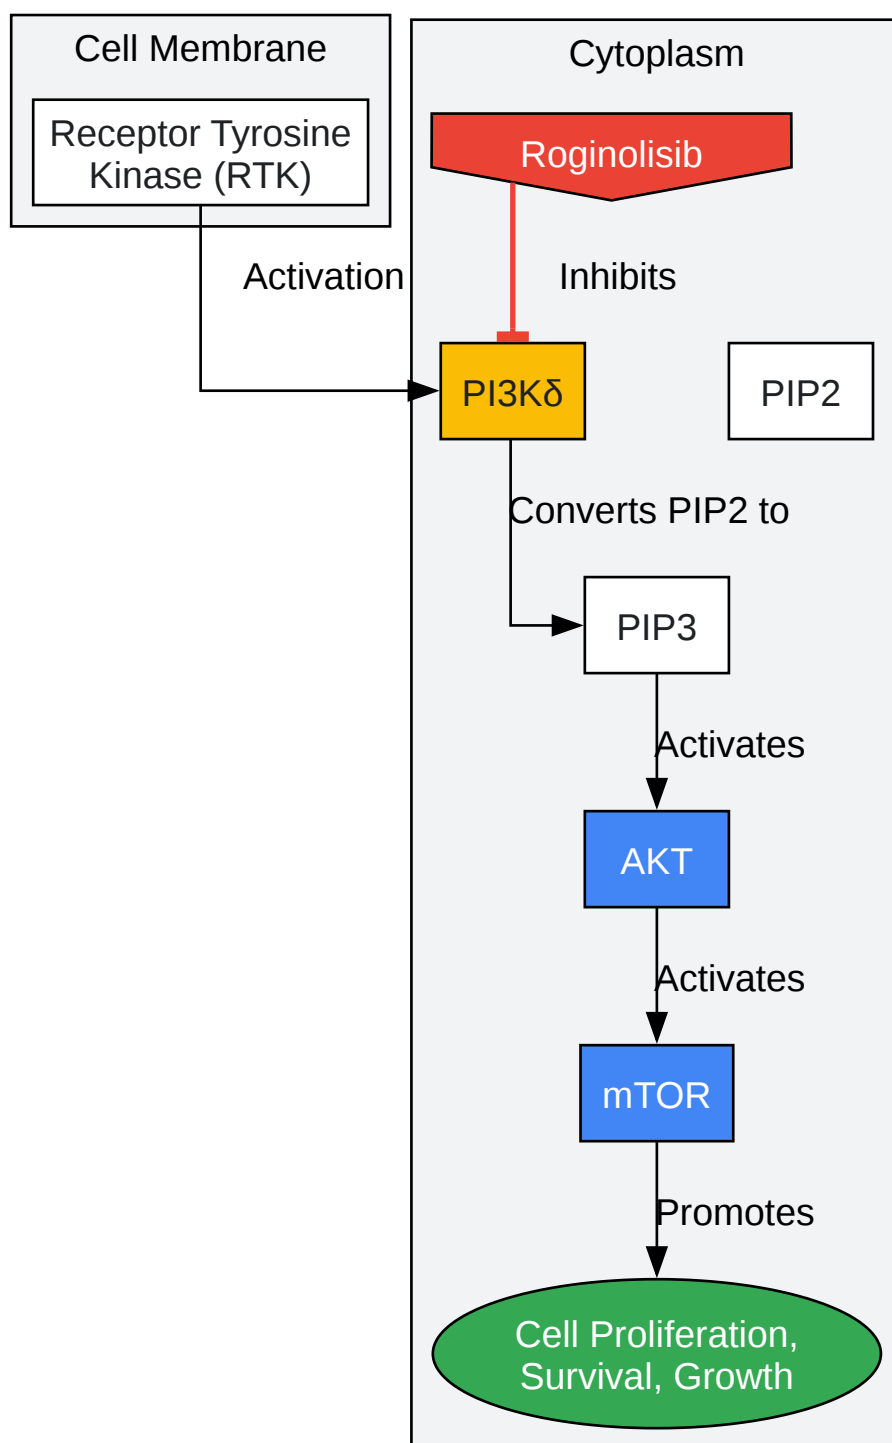 Cell Membrane
Receptor Tyrosine
Kinase (RTK)
Cytoplasm
Roginolisib
Activation
Inhibits
PI3Kδ
PIP2
Converts PIP2 to
PIP3
Activates
AKT
Activates
mTOR
Promotes
Cell Proliferation,
Survival, Growth